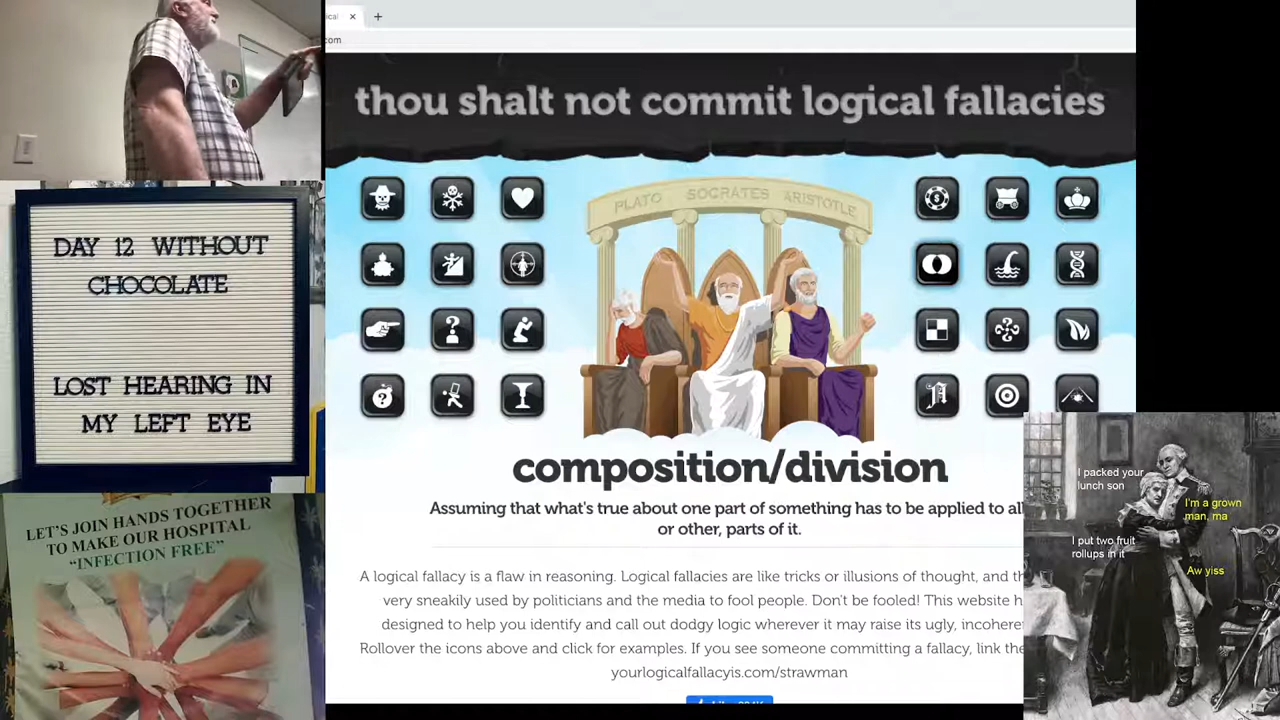 ical
com
thou shalt not commit logical fallacies
PLATO SOCRATES ARISTOTLE
composition/division
Assuming that what's true about one part of something has to be applied to all
or other, parts of it.
A logical fallacy is a flaw in reasoning. Logical fallacies are like tricks or illusions of thought, and
very sneakily used by politicians and the media to fool people. Don't be fooled! This website
designed to help you identify and call out dodgy logic wherever it may raise its ugly,
Rollover the icons above and click for examples. If you see someone committing a fallacy, link
yourlogicalfallacyis.com/strawman
DAY 12 WITHOUT
CHOCOLATE
LOST HEARING IN
MY LEFT EYE
LET'S JOIN HANDS TOGETHER
TO MAKE OUR HOSPITAL
"INFECTION FREE"
I packed your
lunch son
I'm a grown
man, ma
I put two fruit
rollups in it
Aw yiss